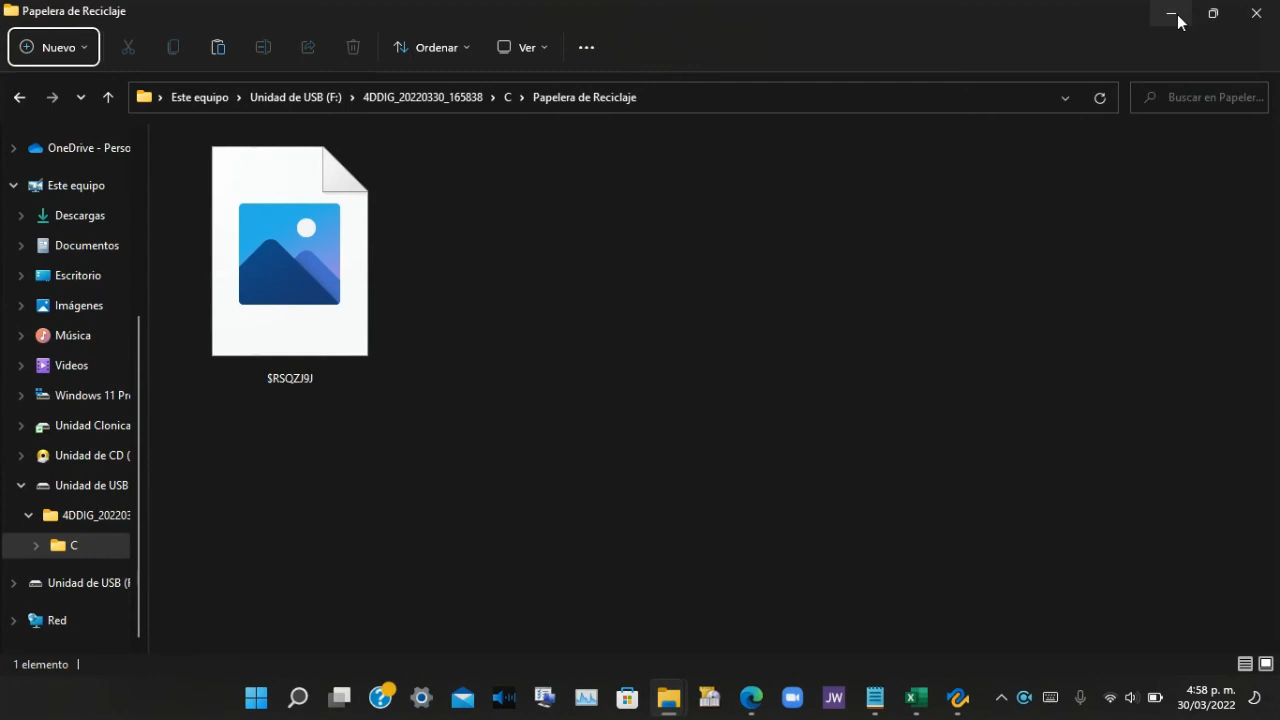 Papelera de Reciclaje
Nuevo
Ordenar
Ver
Este equipo > Unidad de USB (F:) > 4DDIG_20220330_165838 > C > Papelera de Reciclaje
Buscar en Papeler...
OneDrive - Perso
Este equipo
Descargas
Documentos
Escritorio
Imágenes
Música
Videos
Windows 11 Pr
Unidad Clonica
Unidad de CD (
Unidad de USB
4DDIG_202203
C
Unidad de USB (F
Red
$RSQZJ9J
1 elemento
JW
4:58 p. m.
30/03/2022